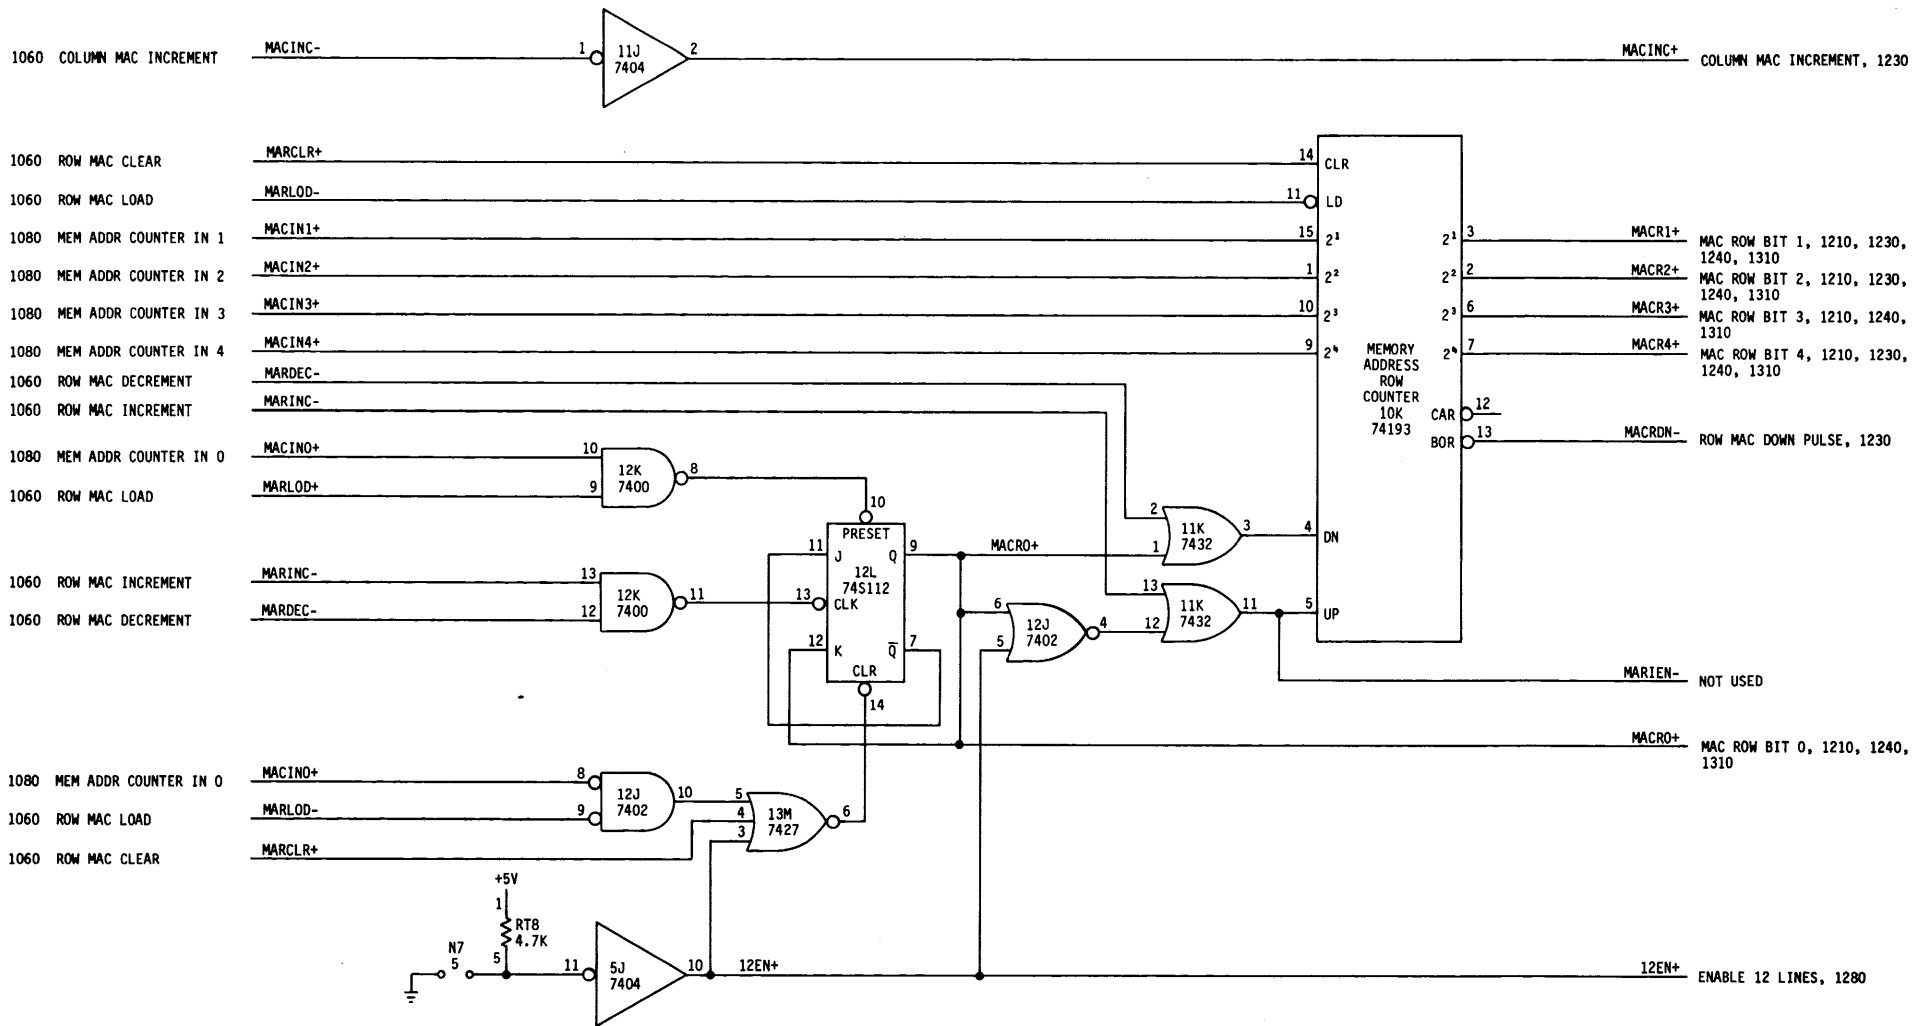 1060 COLUMN MAC INCREMENT MACINC- 1 11J 7404 2 MACINC+ COLUMN MAC INCREMENT, 1230
1060 ROW MAC CLEAR MARCLR+ 14 CLR
1060 ROW MAC LOAD MARLOD- 11 LD
1080 MEM ADDR COUNTER IN 1 MACIN1+ 15 2¹ 2¹ 3 MACR1+ MAC ROW BIT 1, 1210, 1230, 1240, 1310
1080 MEM ADDR COUNTER IN 2 MACIN2+ 1 2² 2² 2 MACR2+ MAC ROW BIT 2, 1210, 1230, 1240, 1310
1080 MEM ADDR COUNTER IN 3 MACIN3+ 10 2³ 2³ 6 MACR3+ MAC ROW BIT 3, 1210, 1240, 1310
1080 MEM ADDR COUNTER IN 4 MACIN4+ 9 2⁴ 2⁴ 7 MACR4+ MAC ROW BIT 4, 1210, 1230, 1240, 1310
MEMORY
ADDRESS
ROW
COUNTER
10K
74193
1060 ROW MAC DECREMENT MARDEC-
1060 ROW MAC INCREMENT MARINC-
CAR 12
BOR 13 MACRDN- ROW MAC DOWN PULSE, 1230
1080 MEM ADDR COUNTER IN 0 MACIN0+ 10
12K
7400
8
1060 ROW MAC LOAD MARLOD+ 9
10
PRESET
11 J Q 9 MACR0+
12L
74S112
13 CLK
12 K Q̅ 7
CLR
14
2
1
11K
7432
3 4 DN
1060 ROW MAC INCREMENT MARINC- 13
12K
7400
11
1060 ROW MAC DECREMENT MARDEC- 12
6
5
12J
7402
4
13
12
11K
7432
11 5 UP
MARIEN- NOT USED
MACR0+ MAC ROW BIT 0, 1210, 1240, 1310
1080 MEM ADDR COUNTER IN 0 MACIN0+ 8
12J
7402
10
1060 ROW MAC LOAD MARLOD- 9
5
4
3
13M
7427
6
1060 ROW MAC CLEAR MARCLR+
+5V
1
RT8
4.7K
5
N7
5
11
5J
7404
10 12EN+
12EN+ ENABLE 12 LINES, 1280